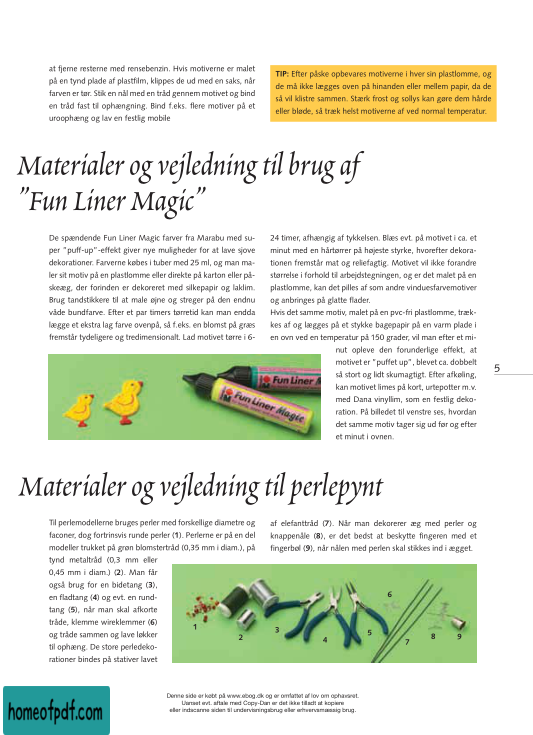 at fjerne resterne med rensebenzin. Hvis motiverne er malet
på en tynd plade af plastfilm, klippes de ud med en saks, når
farven er tør. Stik en nål med en tråd gennem motivet og bind
en tråd fast til ophængning. Bind f.eks. flere motiver på et
uroophæng og lav en festlig mobile
TIP: Efter påske opbevares motiverne i hver sin plastlomme, og
de må ikke lægges oven på hinanden eller mellem papir, da de
så vil klistre sammen. Stærk frost og sollys kan gøre dem hårde
eller bløde, så træk helst motiverne af ved normal temperatur.
Materialer og vejledning til brug af
”Fun Liner Magic”
De spændende Fun Liner Magic farver fra Marabu med su-
per ”puff-up”-effekt giver nye muligheder for at lave sjove
dekorationer. Farverne købes i tuber med 25 ml, og man ma-
ler sit motiv på en plastlomme eller direkte på karton eller på-
skeæg, der forinden er dekoreret med silkepapir og laklim.
Brug tandstikkere til at male øjne og streger på den endnu
våde bundfarve. Efter et par timers tørretid kan man endda
lægge et ekstra lag farve ovenpå, så f.eks. en blomst på græs
fremstår tydeligere og tredimensionalt. Lad motivet tørre i 6-
24 timer, afhængig af tykkelsen. Blæs evt. på motivet i ca. et
minut med en hårtørrer på højeste styrke, hvorefter dekora-
tionen fremstår mat og reliefagtig. Motivet vil ikke forandre
størrelse i forhold til arbejdstegningen, og er det malet på en
plastlomme, kan det pilles af som andre vinduesfarvemotiver
og anbringes på glatte flader.
Hvis det samme motiv, malet på en pvc-fri plastlomme, træk-
kes af og lægges på et stykke bagepapir på en varm plade i
en ovn ved en temperatur på 150 grader, vil man efter et mi-
nut opleve den forunderlige effekt, at
motivet er ”puffet up”, blevet ca. dobbelt
så stort og lidt skumagtigt. Efter afkøling,
kan motivet limes på kort, urtepotter m.v.
med Dana vinyllim, som en festlig deko-
ration. På billedet til venstre ses, hvordan
det samme motiv tager sig ud før og efter
et minut i ovnen.
Fun Liner M
Marabu
Fun Liner Magic
5
Materialer og vejledning til perlepynt
Til perlemodellerne bruges perler med forskellige diametre og
faconer, dog fortrinsvis runde perler (1). Perlerne er på en del
modeller trukket på grøn blomstertråd (0,35 mm i diam.), på
tynd metaltråd (0,3 mm eller
0,45 mm i diam.) (2). Man får
også brug for en bidetang (3),
en fladtang (4) og evt. en rund-
tang (5), når man skal afkorte
tråde, klemme wireklemmer (6)
og tråde sammen og lave løkker
til ophæng. De store perledeko-
rationer bindes på stativer lavet
af elefanttråd (7). Når man dekorerer æg med perler og
knappenåle (8), er det bedst at beskytte fingeren med et
fingerbøl (9), når nålen med perlen skal stikkes ind i ægget.
1
2
3
4
5
6
7
8
9
Denne side er købt på www.ebog.dk og er omfattet af lov om ophavsret.
Uanset evt. aftale med Copy-Dan er det ikke tilladt at kopiere
eller indscanne siden til undervisningsbrug eller erhvervsmæssig brug.
homeofpdf.com